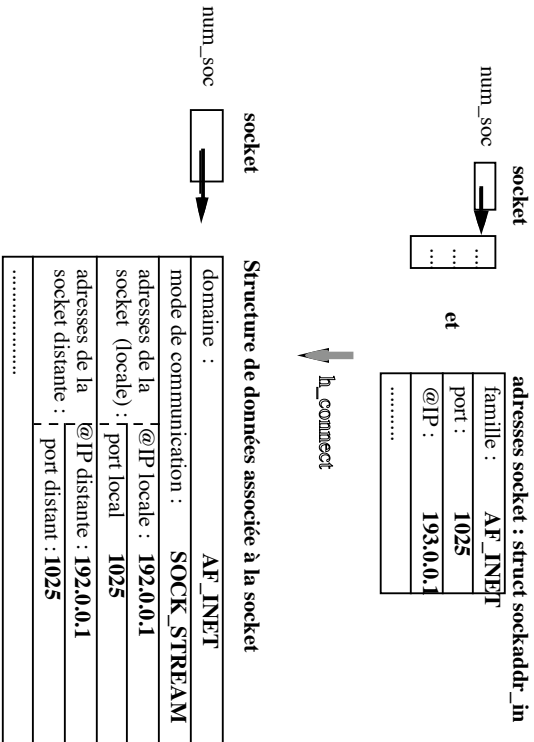 socket
adresses socket : struct sockaddr_in
num_soc
...
...
...
et
famille : AF_INET
port : 1025
@IP : 193.0.0.1
...........
h_connect
socket
Structure de données associée à la socket
num_soc
domaine : AF_INET
mode de communication : SOCK_STREAM
adresses de la @IP locale : 192.0.0.1
socket (locale) : port local 1025
adresses de la @IP distante : 192.0.0.1
socket distante : port distant : 1025
....................